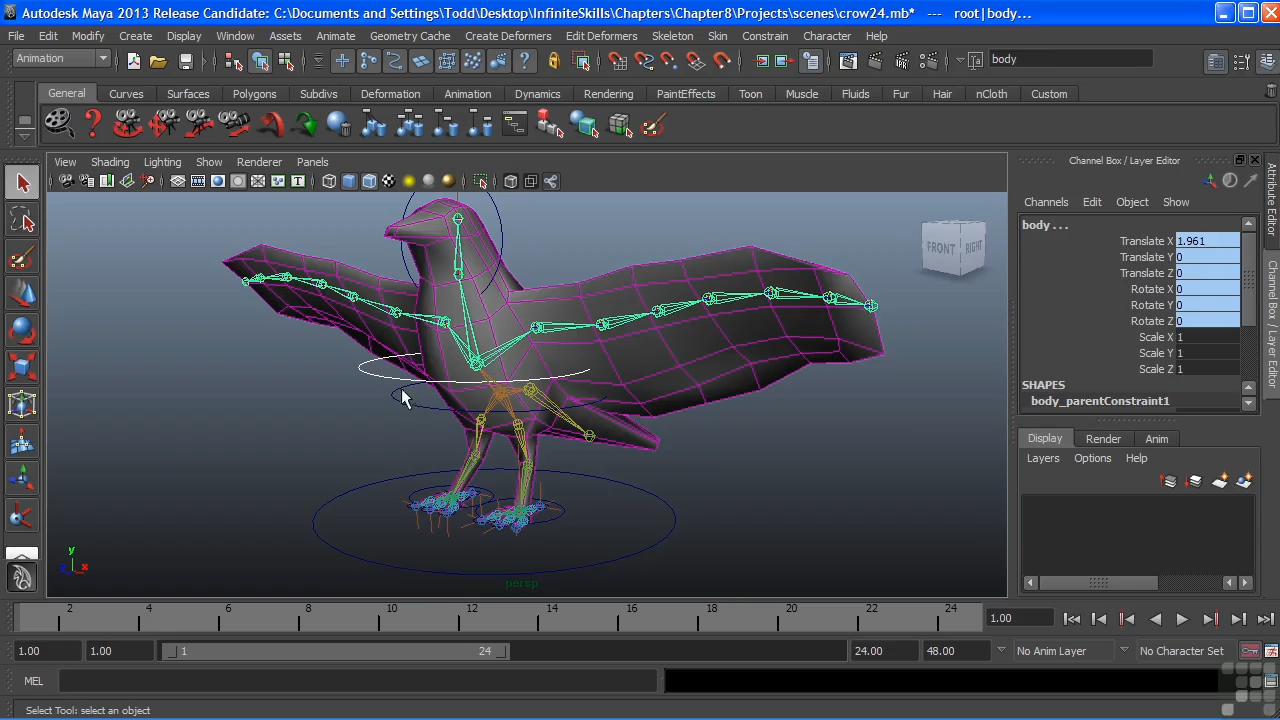 Autodesk Maya 2013 Release Candidate: C:\Documents and Settings\Todd\Desktop\InfiniteSkills\Chapters\Chapter8\Projects\scenes\crow24.mb* --- root|body...
File Edit Modify Create Display Window Assets Animate Geometry Cache Create Deformers Edit Deformers Skeleton Skin Constrain Character Help
Animation body
General Curves Surfaces Polygons Subdivs Deformation Animation Dynamics Rendering PaintEffects Toon Muscle Fluids Fur Hair nCloth Custom
View Shading Lighting Show Renderer Panels
Channel Box / Layer Editor
Channels Edit Object Show
body . . .
Translate X 1.961
Translate Y 0
Translate Z 0
Rotate X 0
Rotate Y 0
Rotate Z 0
Scale X 1
Scale Y 1
Scale Z 1
SHAPES
body_parentConstraint1
Display Render Anim
Layers Options Help
Attribute Editor
Channel Box / Layer Editor
FRONT RIGHT
y
z x
persp
2 4 6 8 10 12 14 16 18 20 22 24 1.00
1.00 1.00 1 24 24.00 48.00 No Anim Layer No Character Set
MEL
Select Tool: select an object